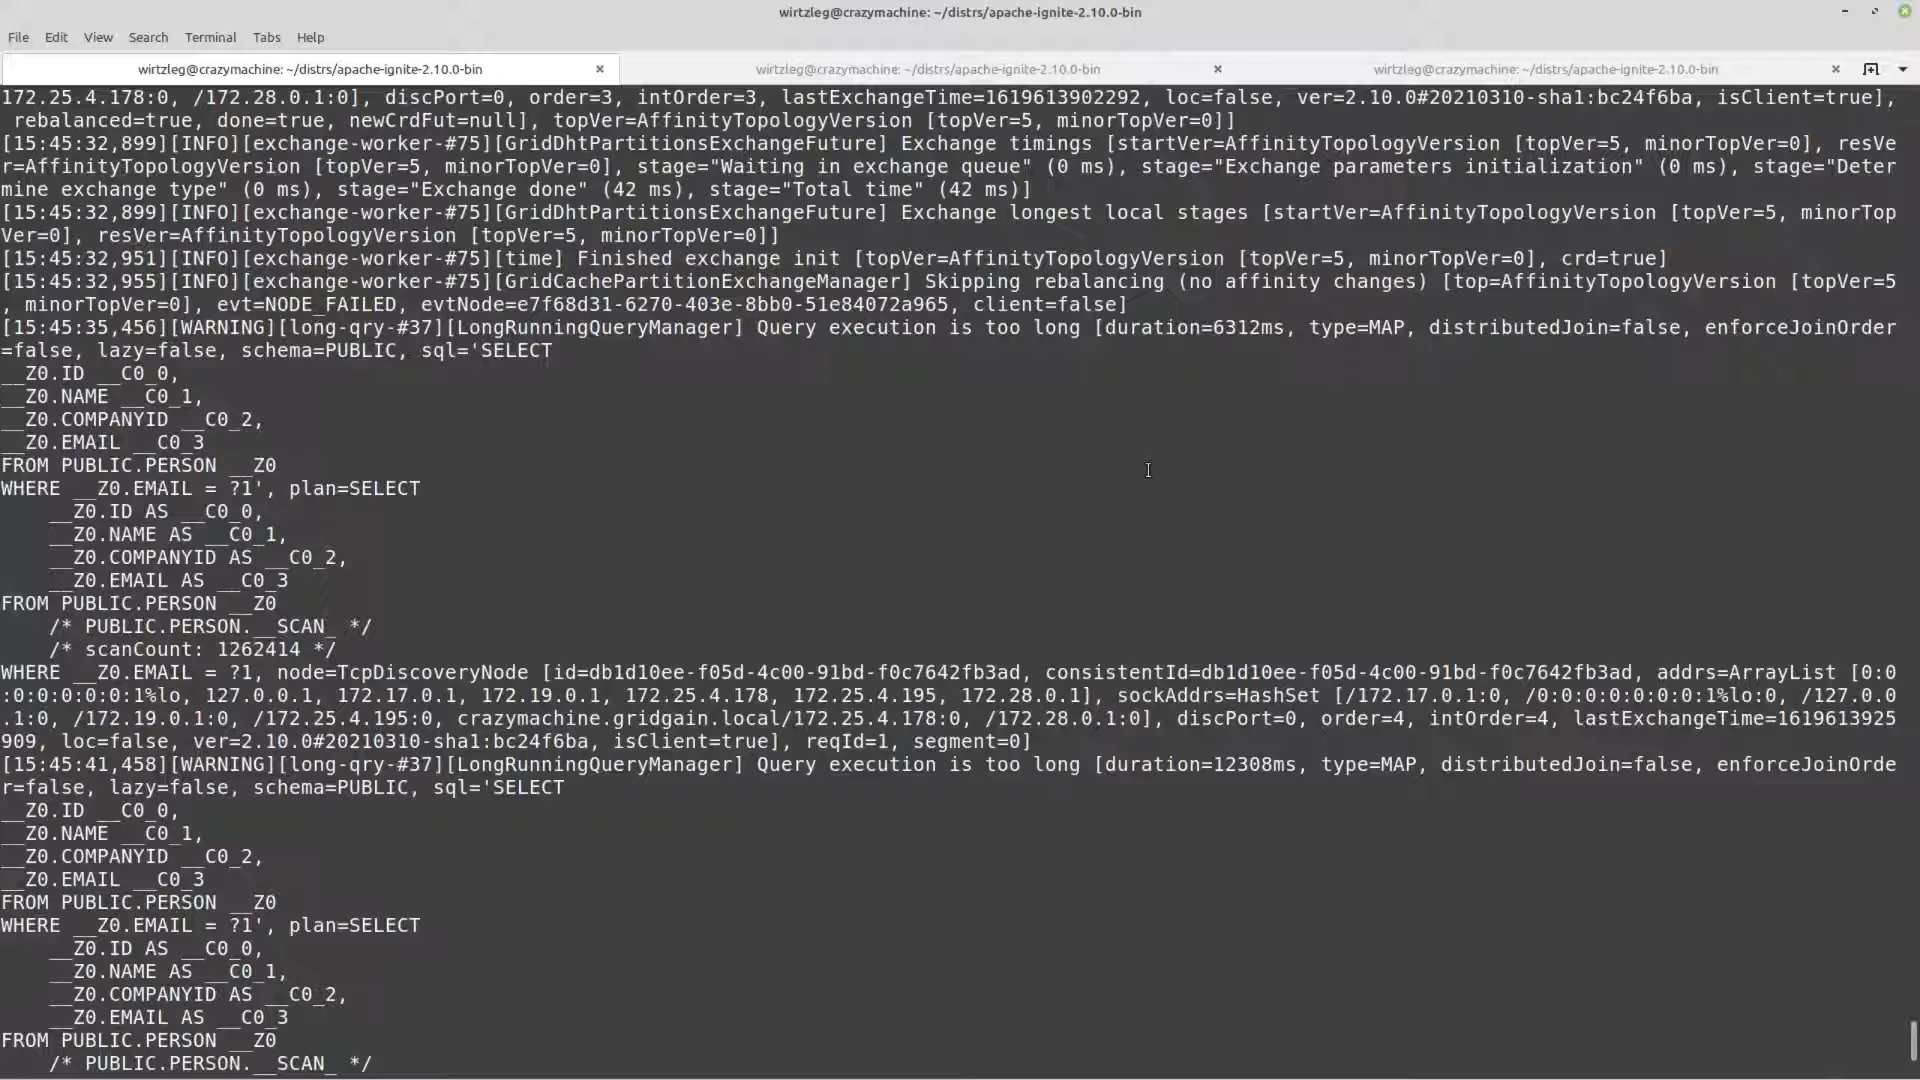 wirtzleg@crazymachine: ~/distrs/apache-ignite-2.10.0-bin
File Edit View Search Terminal Tabs Help
wirtzleg@crazymachine: ~/distrs/apache-ignite-2.10.0-bin × wirtzleg@crazymachine: ~/distrs/apache-ignite-2.10.0-bin × wirtzleg@crazymachine: ~/distrs/apache-ignite-2.10.0-bin ×
172.25.4.178:0, /172.28.0.1:0], discPort=0, order=3, intOrder=3, lastExchangeTime=1619613902292, loc=false, ver=2.10.0#20210310-sha1:bc24f6ba, isClient=true],
 rebalanced=true, done=true, newCrdFut=null], topVer=AffinityTopologyVersion [topVer=5, minorTopVer=0]]
[15:45:32,899][INFO][exchange-worker-#75][GridDhtPartitionsExchangeFuture] Exchange timings [startVer=AffinityTopologyVersion [topVer=5, minorTopVer=0], resVe
r=AffinityTopologyVersion [topVer=5, minorTopVer=0], stage="Waiting in exchange queue" (0 ms), stage="Exchange parameters initialization" (0 ms), stage="Deter
mine exchange type" (0 ms), stage="Exchange done" (42 ms), stage="Total time" (42 ms)]
[15:45:32,899][INFO][exchange-worker-#75][GridDhtPartitionsExchangeFuture] Exchange longest local stages [startVer=AffinityTopologyVersion [topVer=5, minorTop
Ver=0], resVer=AffinityTopologyVersion [topVer=5, minorTopVer=0]]
[15:45:32,951][INFO][exchange-worker-#75][time] Finished exchange init [topVer=AffinityTopologyVersion [topVer=5, minorTopVer=0], crd=true]
[15:45:32,955][INFO][exchange-worker-#75][GridCachePartitionExchangeManager] Skipping rebalancing (no affinity changes) [top=AffinityTopologyVersion [topVer=5
, minorTopVer=0], evt=NODE_FAILED, evtNode=e7f68d31-6270-403e-8bb0-51e84072a965, client=false]
[15:45:35,456][WARNING][long-qry-#37][LongRunningQueryManager] Query execution is too long [duration=6312ms, type=MAP, distributedJoin=false, enforceJoinOrder
=false, lazy=false, schema=PUBLIC, sql='SELECT
__Z0.ID __C0_0,
__Z0.NAME __C0_1,
__Z0.COMPANYID __C0_2,
__Z0.EMAIL __C0_3
FROM PUBLIC.PERSON __Z0
WHERE __Z0.EMAIL = ?1', plan=SELECT
    __Z0.ID AS __C0_0,
    __Z0.NAME AS __C0_1,
    __Z0.COMPANYID AS __C0_2,
    __Z0.EMAIL AS __C0_3
FROM PUBLIC.PERSON __Z0
    /* PUBLIC.PERSON.__SCAN_ */
    /* scanCount: 1262414 */
WHERE __Z0.EMAIL = ?1, node=TcpDiscoveryNode [id=db1d10ee-f05d-4c00-91bd-f0c7642fb3ad, consistentId=db1d10ee-f05d-4c00-91bd-f0c7642fb3ad, addrs=ArrayList [0:0
:0:0:0:0:0:1%lo, 127.0.0.1, 172.17.0.1, 172.19.0.1, 172.25.4.178, 172.25.4.195, 172.28.0.1], sockAddrs=HashSet [/172.17.0.1:0, /0:0:0:0:0:0:0:1%lo:0, /127.0.0
.1:0, /172.19.0.1:0, /172.25.4.195:0, crazymachine.gridgain.local/172.25.4.178:0, /172.28.0.1:0], discPort=0, order=4, intOrder=4, lastExchangeTime=1619613925
909, loc=false, ver=2.10.0#20210310-sha1:bc24f6ba, isClient=true], reqId=1, segment=0]
[15:45:41,458][WARNING][long-qry-#37][LongRunningQueryManager] Query execution is too long [duration=12308ms, type=MAP, distributedJoin=false, enforceJoinOrde
r=false, lazy=false, schema=PUBLIC, sql='SELECT
__Z0.ID __C0_0,
__Z0.NAME __C0_1,
__Z0.COMPANYID __C0_2,
__Z0.EMAIL __C0_3
FROM PUBLIC.PERSON __Z0
WHERE __Z0.EMAIL = ?1', plan=SELECT
    __Z0.ID AS __C0_0,
    __Z0.NAME AS __C0_1,
    __Z0.COMPANYID AS __C0_2,
    __Z0.EMAIL AS __C0_3
FROM PUBLIC.PERSON __Z0
    /* PUBLIC.PERSON.__SCAN_ */